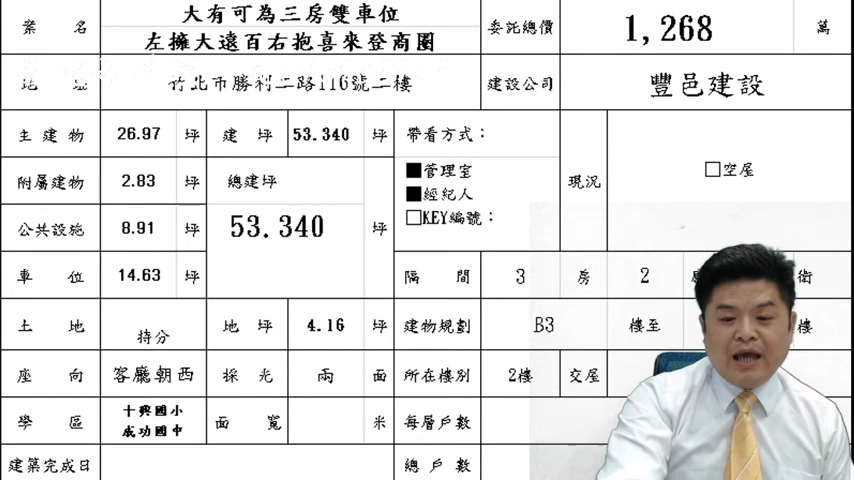 案名 大有可為三房雙車位 委託總價 1,268 萬
左擁大遠百右抱喜來登商圈
地 竹北市勝利二路116號二樓 建設公司 豐邑建設
主建物 26.97 坪 建坪 53.340 坪 帶看方式：
附屬建物 2.83 坪 總建坪 ■管理室 現況 □空屋
■經紀人
公共設施 8.91 坪 53.340 坪 □KEY編號：
車位 14.63 坪 隔間 3 房 2 衛
土地 持分 地坪 4.16 坪 建物規劃 B3 樓至 樓
座向 客廳朝西 採光 兩面 所在樓別 2樓 交屋
學區 十興國小 面寬 米 每層戶數
成功國中
建築完成日 總戶數